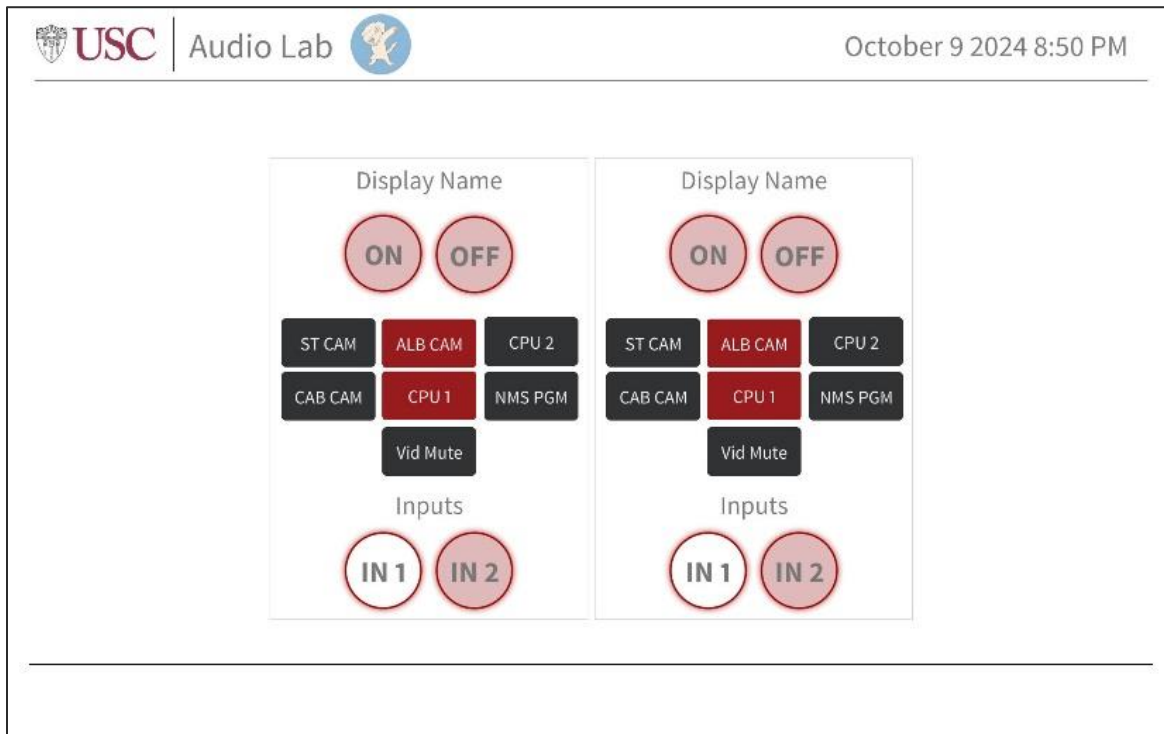 USC Audio Lab October 9 2024 8:50 PM
Display Name Display Name
ON OFF ON OFF
ST CAM ALB CAM CPU 2 ST CAM ALB CAM CPU 2
CAB CAM CPU 1 NMS PGM CAB CAM CPU 1 NMS PGM
Vid Mute Vid Mute
Inputs Inputs
IN 1 IN 2 IN 1 IN 2